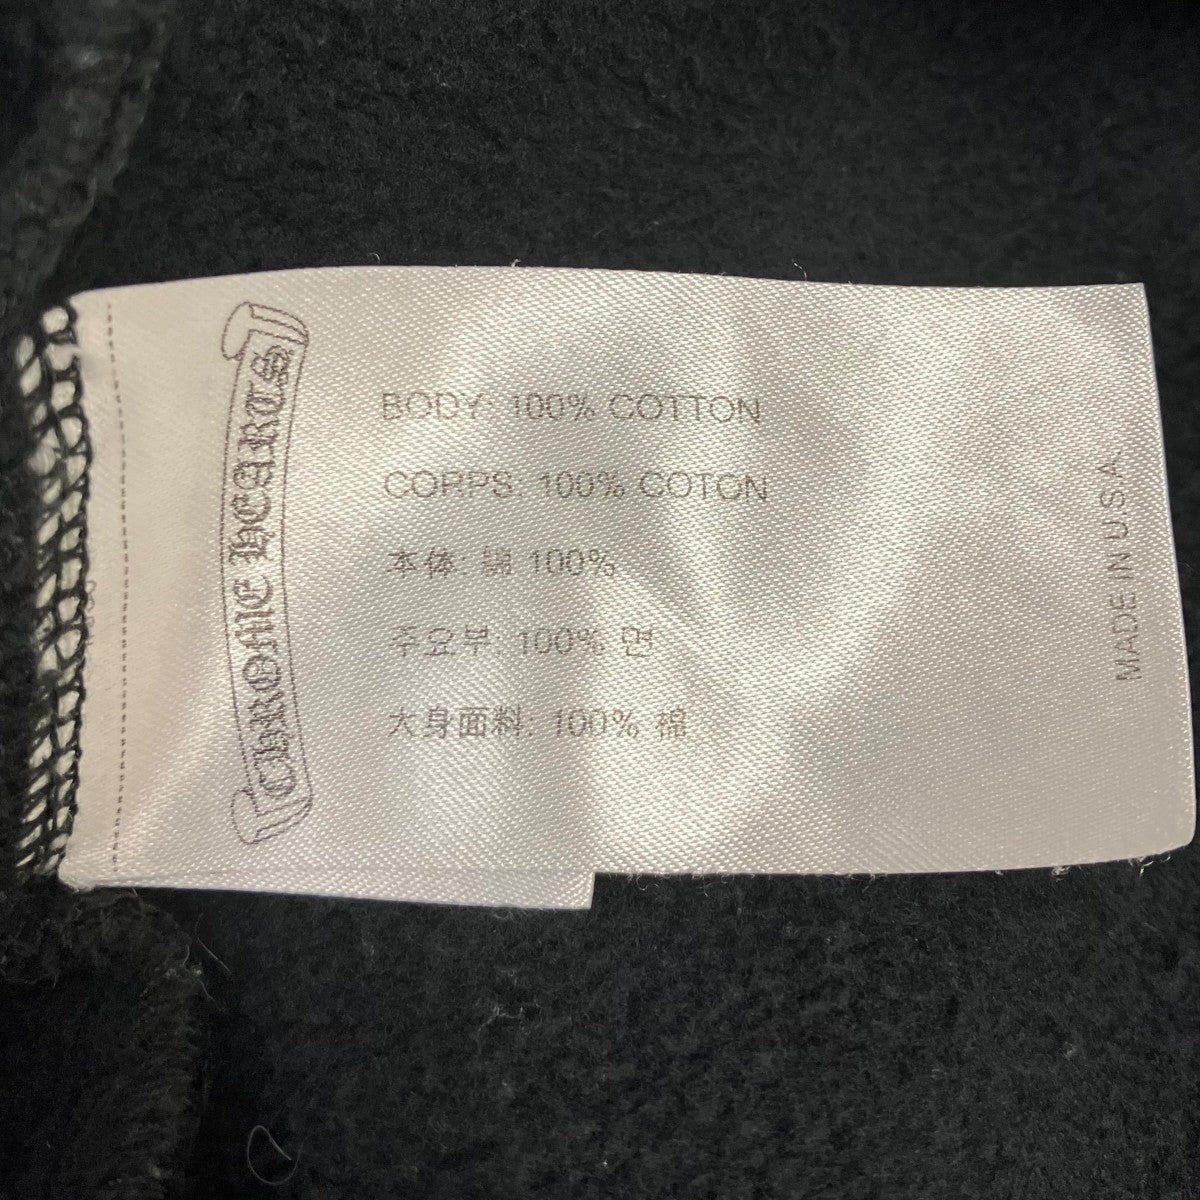 CHROME HEARTS
BODY: 100% COTTON
CORPS: 100% COTON
本体: 綿 100%
주요부: 100% 면
大身面料: 100% 棉
MADE IN U.S.A.